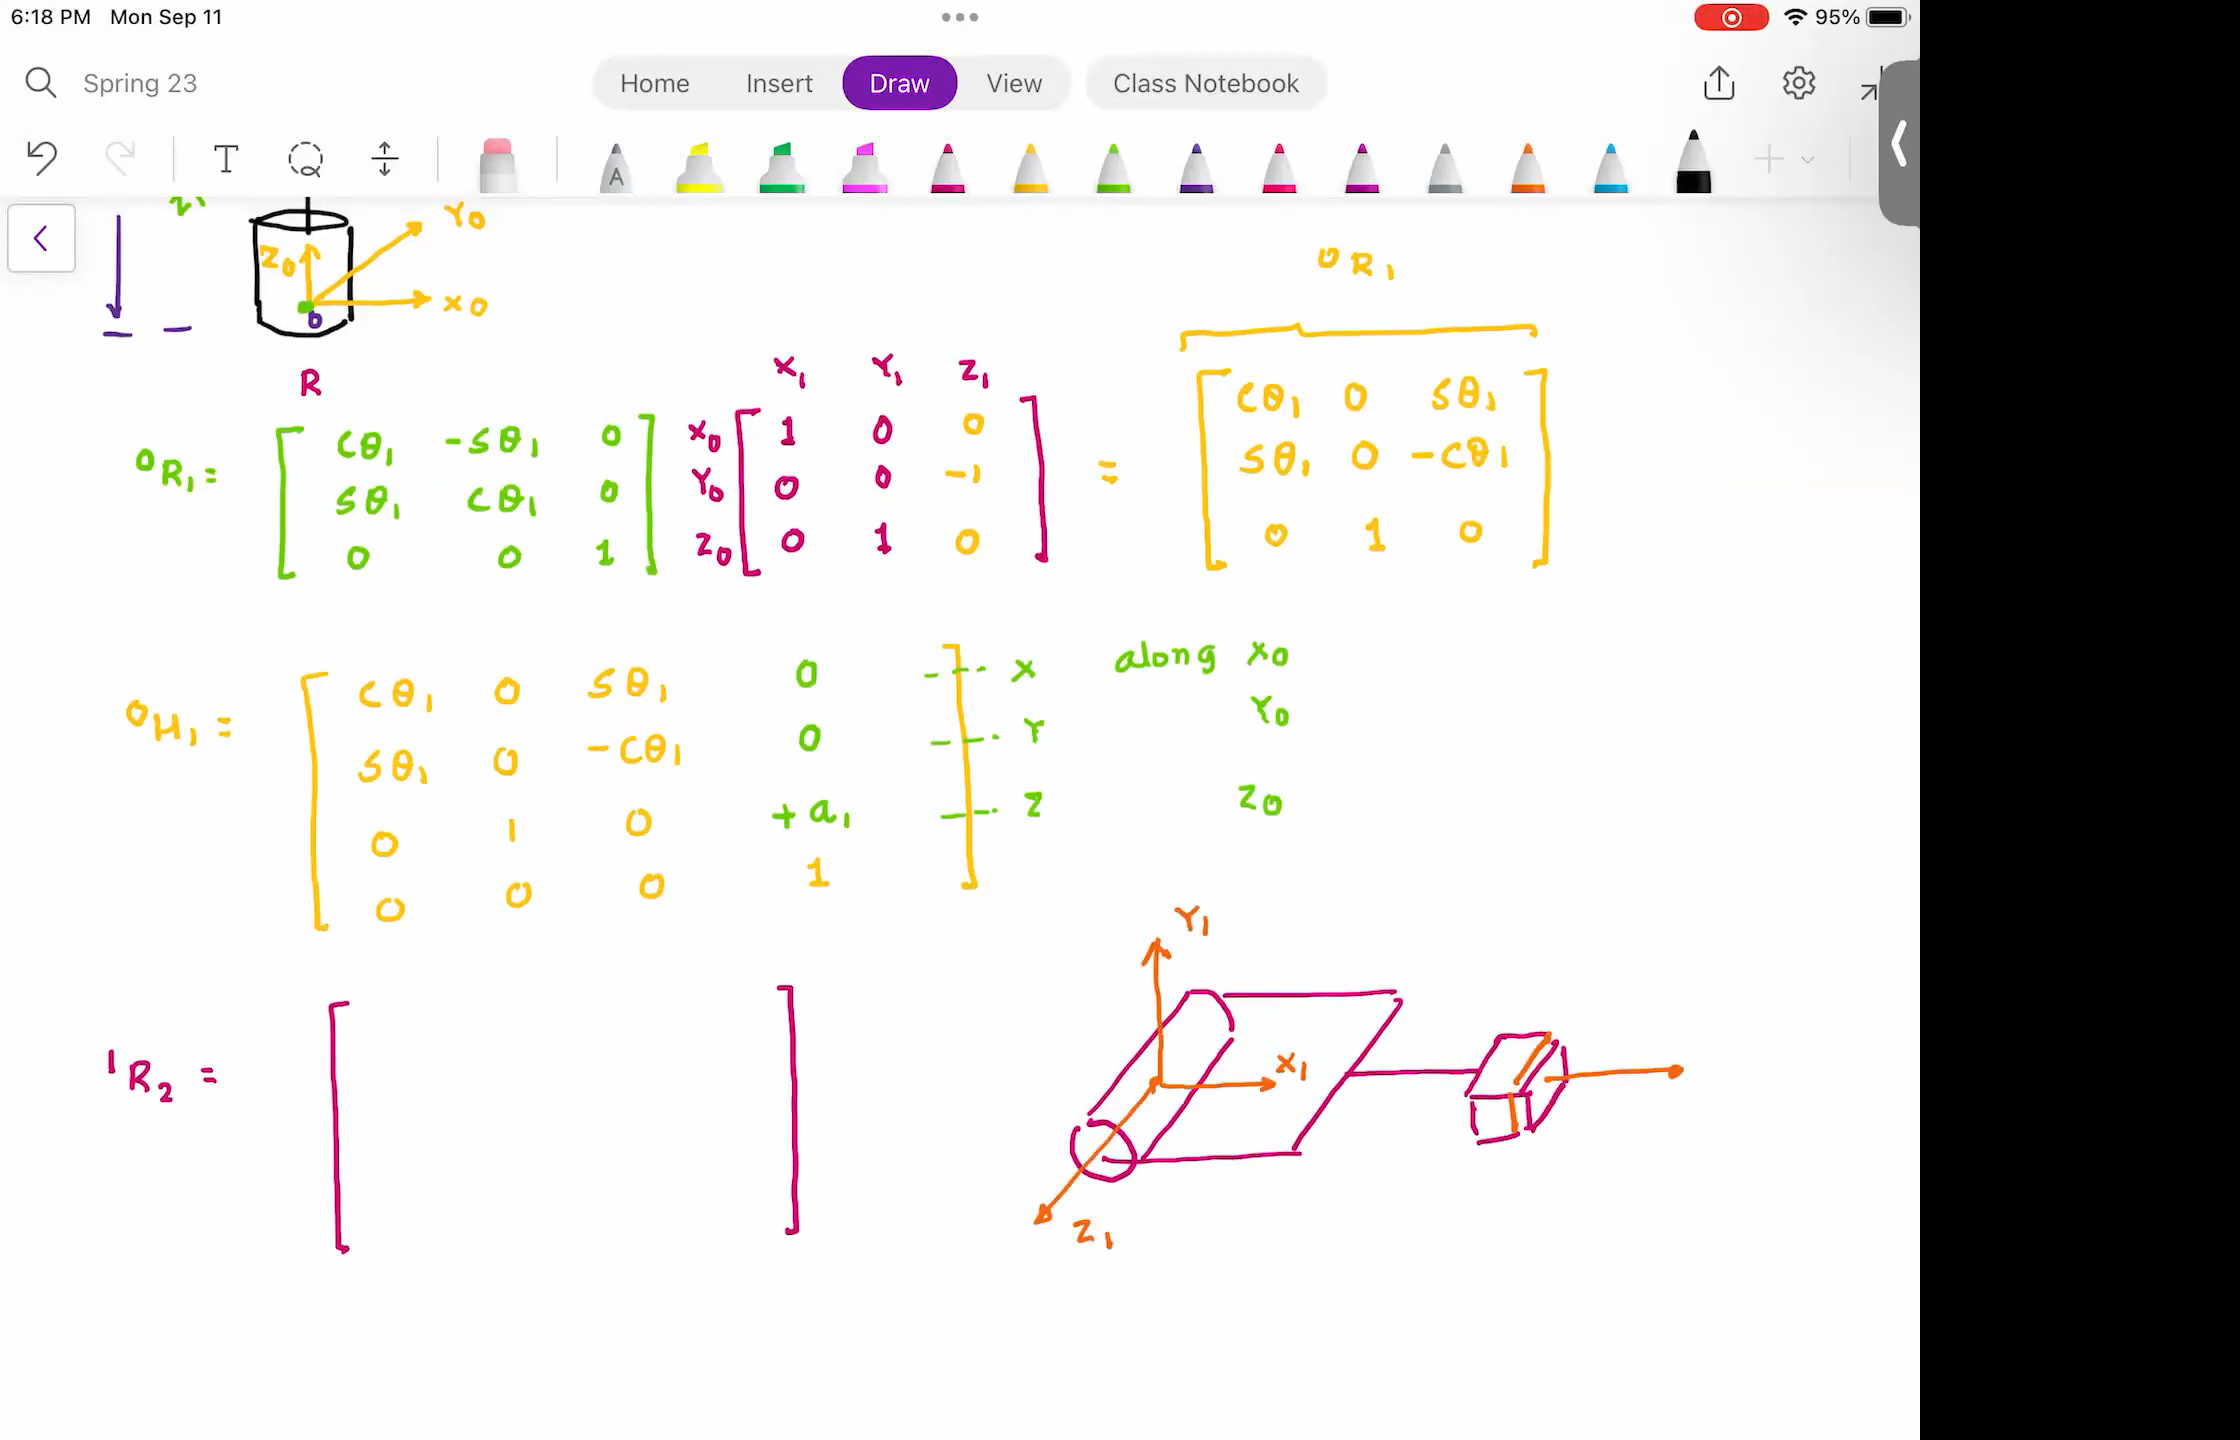 6:18 PM Mon Sep 11
95%
Spring 23
Home Insert Draw View Class Notebook
T A
Y0
Z0
X0
0
0R1
R
X1 Y1 Z1
0R1 = [ Cθ1 -Sθ1 0 ] X0 [ 1 0 0 ] = [ Cθ1 0 Sθ1 ]
[ Sθ1 Cθ1 0 ] Y0 [ 0 0 -1 ] [ Sθ1 0 -Cθ1 ]
[ 0 0 1 ] Z0 [ 0 1 0 ] [ 0 1 0 ]
0H1 = [ Cθ1 0 Sθ1 0 ] --- X along X0
[ Sθ1 0 -Cθ1 0 ] --- Y Y0
[ 0 1 0 +a1 ] --- Z Z0
[ 0 0 0 1 ]
Y1
1R2 = [ ]
X1
Z1